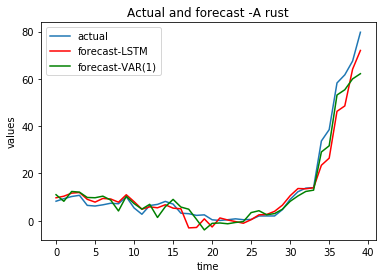 Actual and forecast -A rust
actual
forecast-LSTM
forecast-VAR(1)
values
80
60
40
20
0
0 5 10 15 20 25 30 35 40
time